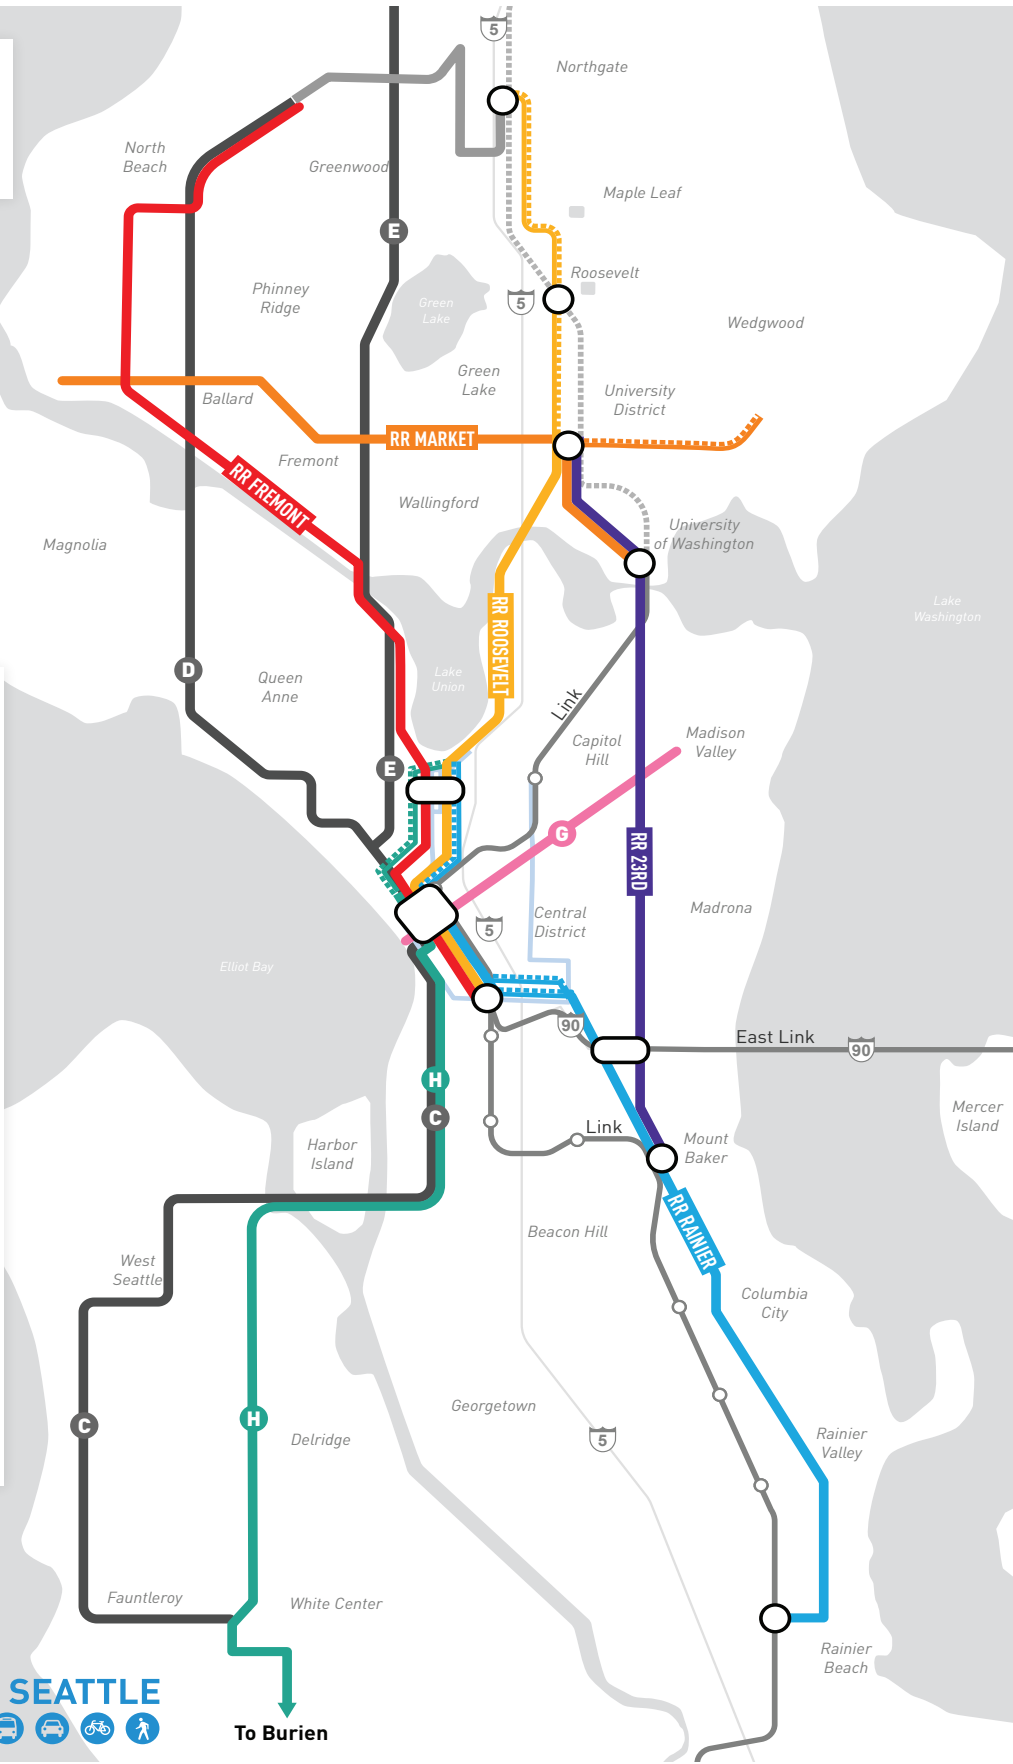 5
Northgate
North
Beach
Greenwood
Maple Leaf
E
Roosevelt
Phinney
Ridge
Green
Lake
5
Wedgwood
Green
Lake
University
District
Ballard
RR MARKET
Fremont
RR FREMONT
Wallingford
University
of Washington
Magnolia
Lake
Washington
RR ROOSEVELT
D
Queen
Anne
Lake
Union
Link
Capitol
Hill
Madison
Valley
E
G
RR 23RD
Central
District
Madrona
5
Elliot Bay
90
East Link
90
H
C
Mercer
Island
Link
Harbor
Island
Mount
Baker
RR RAINIER
Beacon Hill
West
Seattle
Columbia
City
Georgetown
C
H
Delridge
5
Rainier
Valley
Fauntleroy
White Center
Rainier
Beach
SEATTLE
To Burien